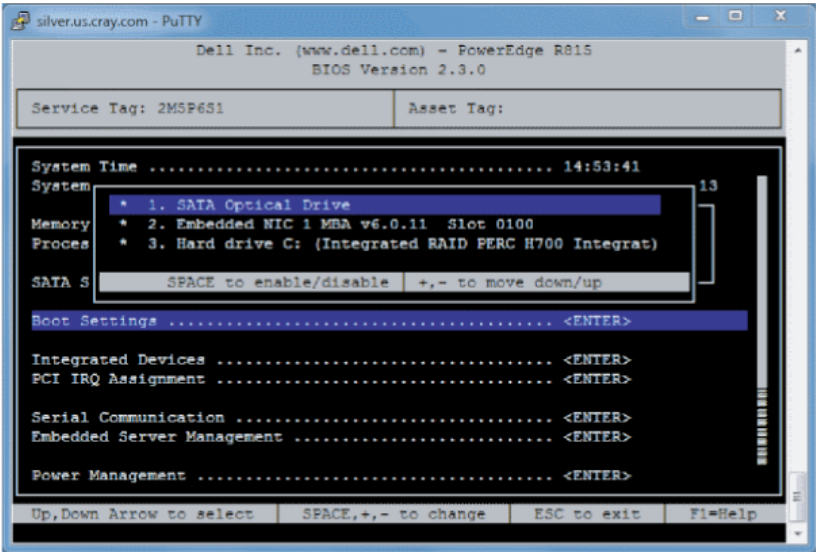 silver.us.cray.com - PuTTY
Dell Inc. (www.dell.com) - PowerEdge R815
BIOS Version 2.3.0
Service Tag: 2M5P6S1 Asset Tag:
System Time ........................................... 14:53:41
System 13
* 1. SATA Optical Drive
Memory * 2. Embedded NIC 1 MBA v6.0.11 Slot 0100
Proces * 3. Hard drive C: (Integrated RAID PERC H700 Integrat)
SATA S SPACE to enable/disable +,- to move down/up
Boot Settings ......................................... <ENTER>
Integrated Devices .................................... <ENTER>
PCI IRQ Assignment .................................... <ENTER>
Serial Communication .................................. <ENTER>
Embedded Server Management ............................ <ENTER>
Power Management ...................................... <ENTER>
Up,Down Arrow to select SPACE,+,- to change ESC to exit F1=Help